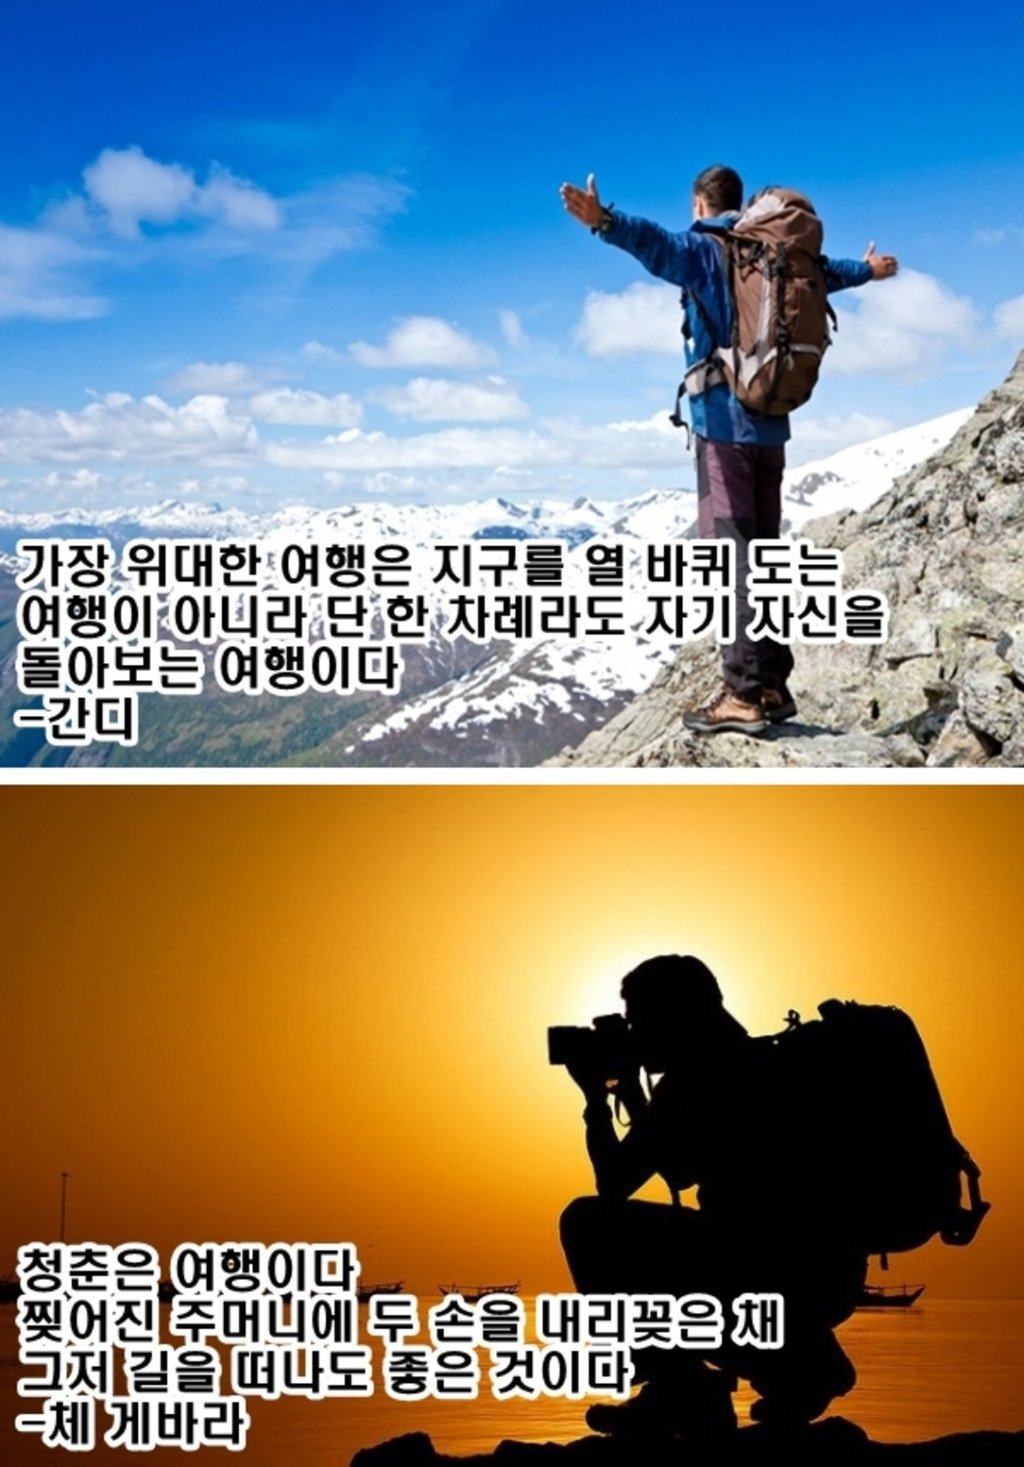 가장 위대한 여행은 지구를 열 바퀴 도는
여행이 아니라 단 한 차례라도 자기 자신을
돌아보는 여행이다
-간디
청춘은 여행이다
찢어진 주머니에 두 손을 내리꽂은 채
그저 길을 떠나도 좋은 것이다
-체 게바라